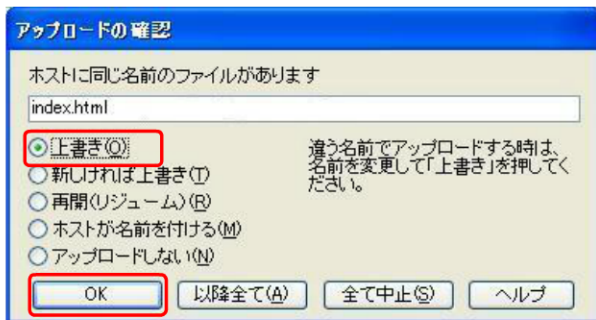 アップロードの確認
ホストに同じ名前のファイルがあります
index.html
上書き(O)
新しければ上書き(T)
再開(リジューム)(R)
ホストが名前を付ける(M)
アップロードしない(N)
違う名前でアップロードする時は、
名前を変更して「上書き」を押してく
ださい。
OK
以降全て(A)
全て中止(S)
ヘルプ